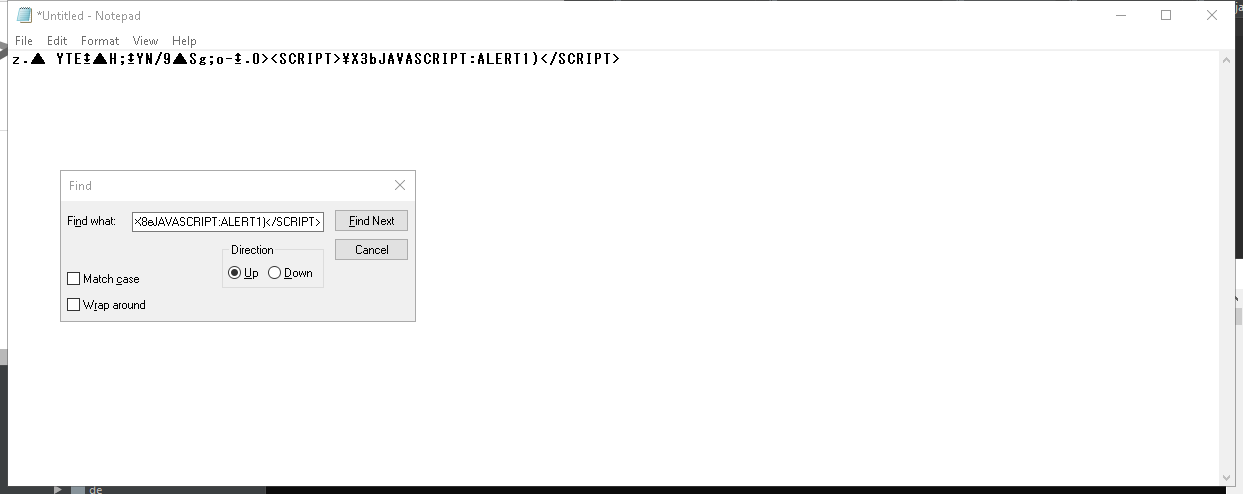 *Untitled - Notepad
File Edit Format View Help
z.▲ YTE‡▲H;‡YN/9▲Sg;o-‡.O><SCRIPT>¥X3bJAVASCRIPT:ALERT1)</SCRIPT>
Find
Find what: X8eJAVASCRIPT:ALERT1)</SCRIPT> Find Next
Direction Cancel
Up Down
Match case
Wrap around
de